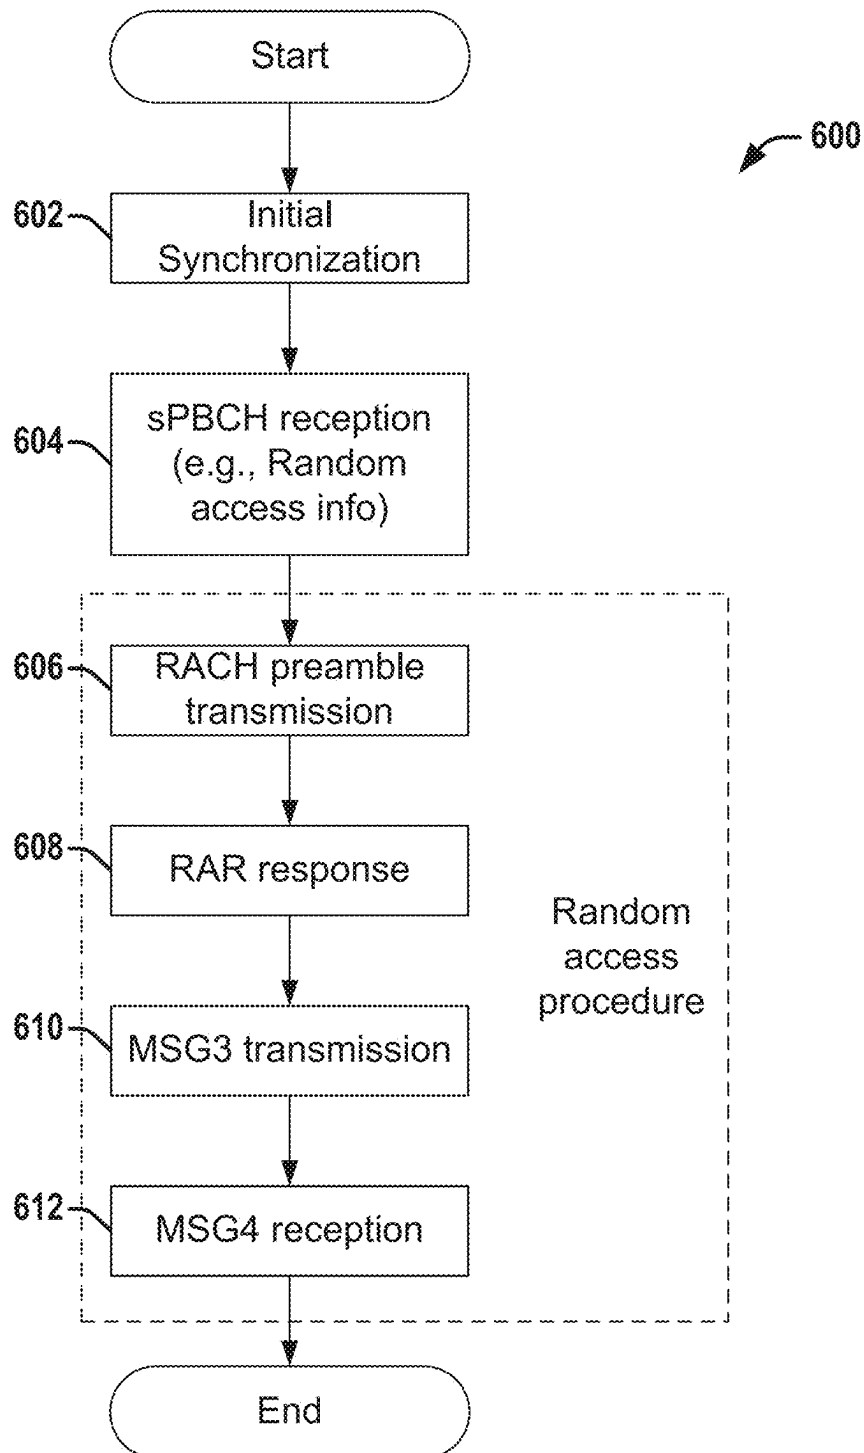 Start
600
602
Initial
Synchronization
604
sPBCH reception
(e.g., Random
access info)
606
RACH preamble
transmission
608
RAR response
Random
access
procedure
610
MSG3 transmission
612
MSG4 reception
End